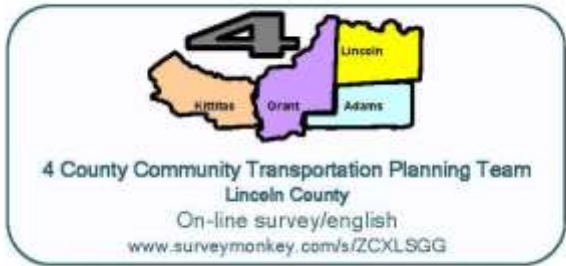 4
Lincoln
Kittitas Grant Adams
4 County Community Transportation Planning Team
Lincoln County
On-line survey/english
www.surveymonkey.com/s/ZCXLSGG